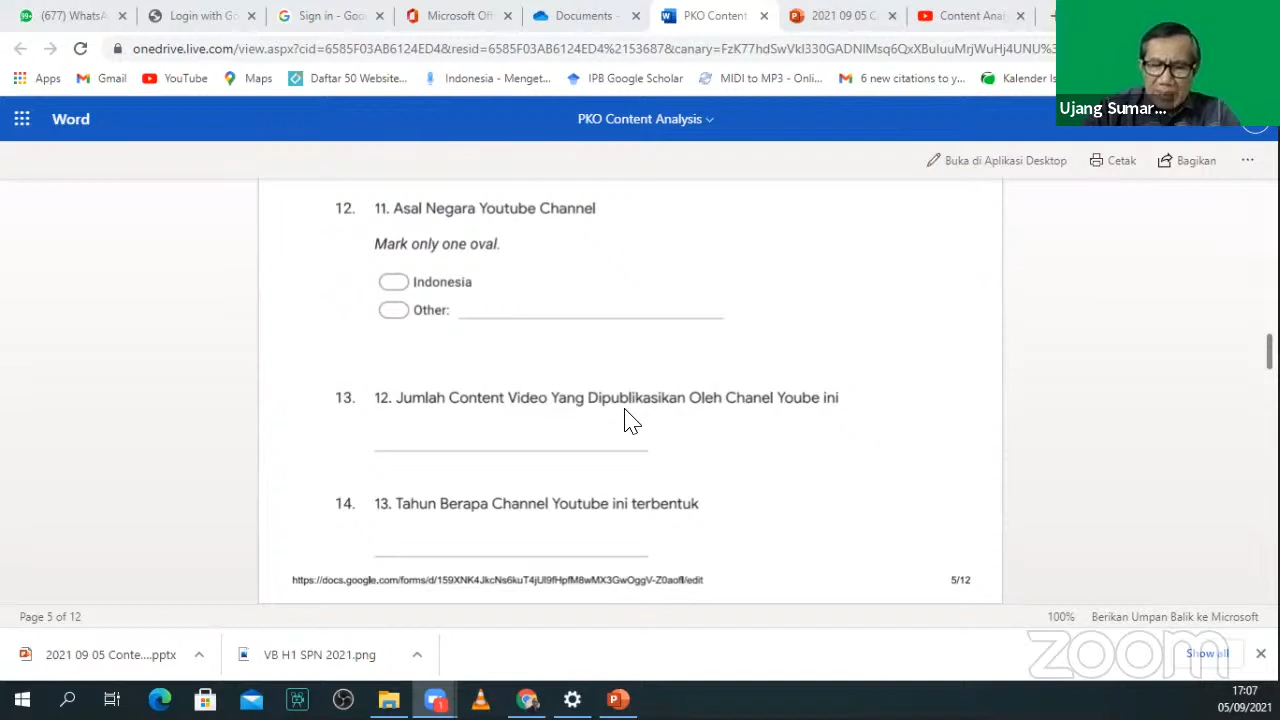 (677) WhatsA
Login with Go
Sign in - Goo
Microsoft Off
Documents -
PKO Content
2021 09 05 C
Content Ana
onedrive.live.com/view.aspx?cid=6585F03AB6124ED4&resid=6585F03AB6124ED4%2153687&canary=
Apps
Gmail
YouTube
Maps
Daftar 50 Website...
Indonesia - Menget...
IPB Google Scholar
MIDI to MP3 - Onli...
6 new citations to y...
Kalender Is
Ujang Sumar...
Word
PKO Content Analysis
Buka di Aplikasi Desktop
Cetak
Bagikan
12. 11. Asal Negara Youtube Channel
Mark only one oval.
Indonesia
Other:
13. 12. Jumlah Content Video Yang Dipublikasikan Oleh Chanel Yoube ini
14. 13. Tahun Berapa Channel Youtube ini terbentuk
5/12
Page 5 of 12
100%
Berikan Umpan Balik ke Microsoft
2021 09 05 Conte....pptx
VB H1 SPN 2021.png
Show all
zoom
1
17:07
05/09/2021